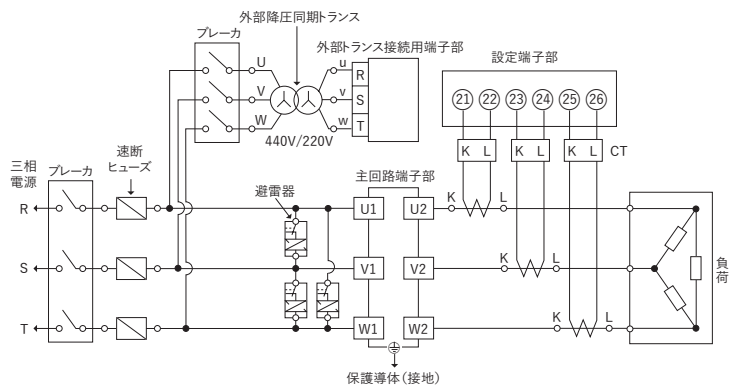 外部降圧同期トランス
ブレーカ
外部トランス接続用端子部
設定端子部
U
u
R
V
v
S
W
w
T
440V/220V
21
22
23
24
25
26
K
L
K
L
K
L
CT
三相
電源
ブレーカ
速断
ヒューズ
避雷器
主回路端子部
R
U1
U2
K
L
S
V1
V2
K
L
負荷
T
W1
W2
K
L
保護導体(接地)